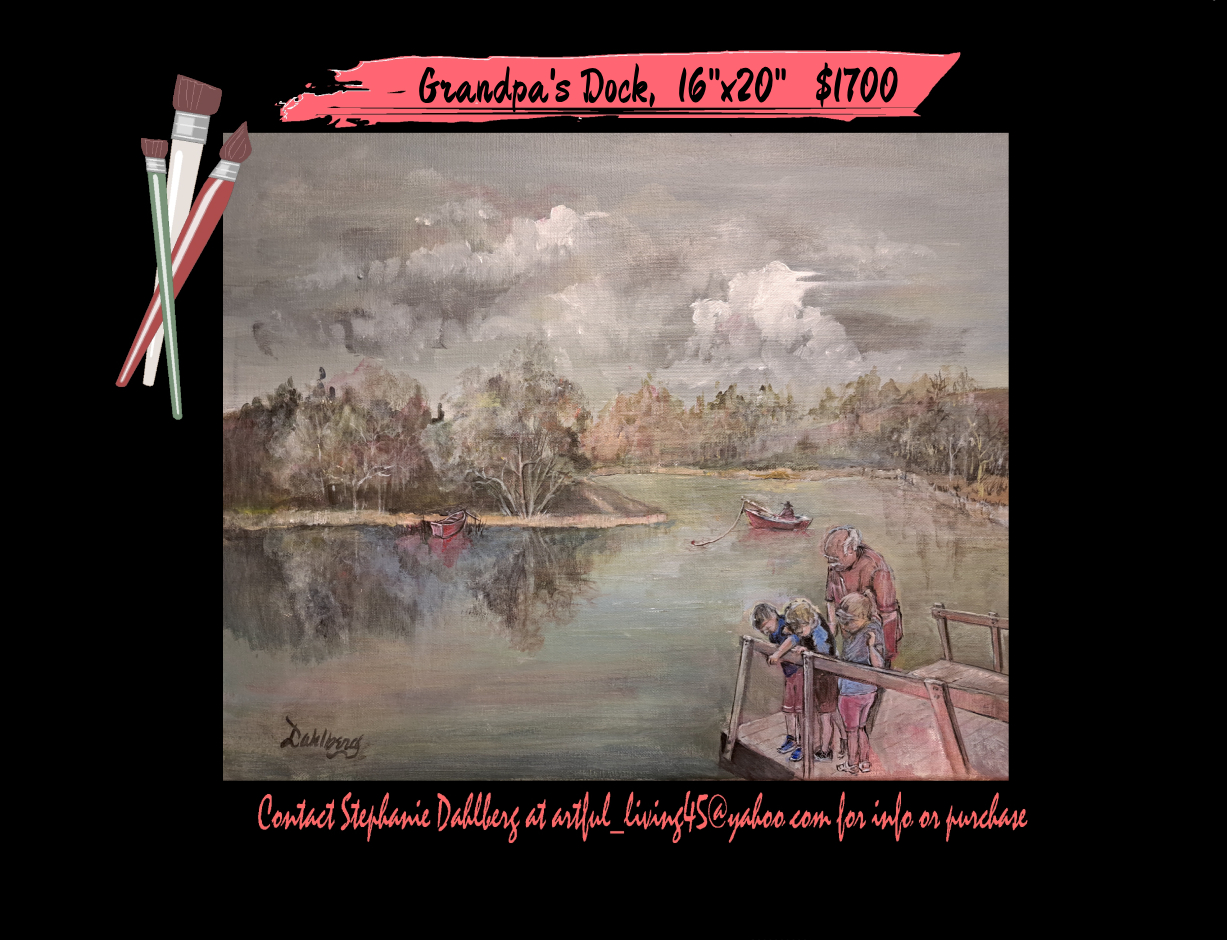 Grandpa's Dock, 16"x20" $1700
Dahlberg
Contact Stephanie Dahlberg at artful_living45@yahoo.com for info or purchase